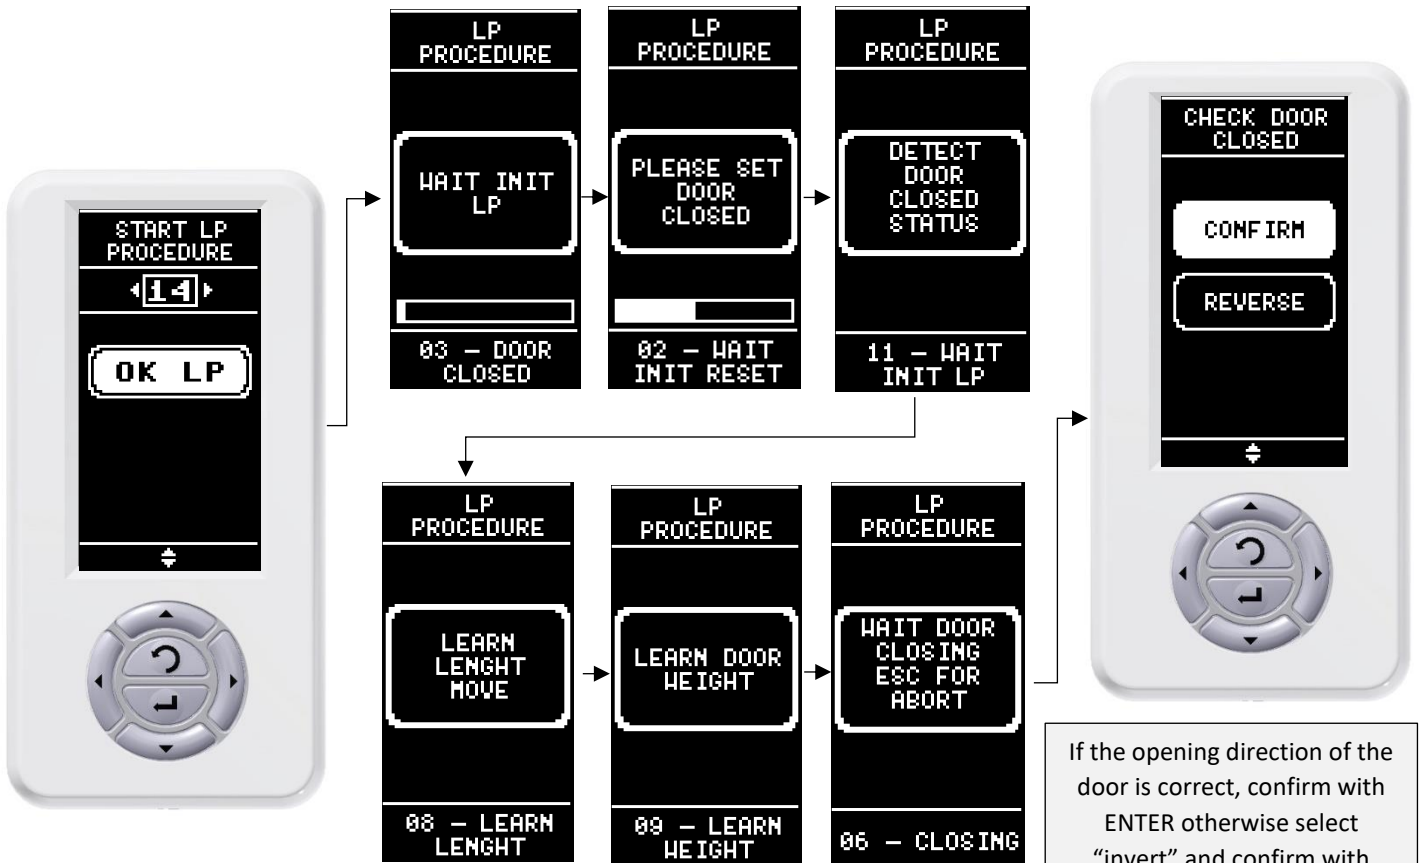 START LP
PROCEDURE
14
OK LP
LP
PROCEDURE
WAIT INIT
LP
03 – DOOR
CLOSED
LP
PROCEDURE
PLEASE SET
DOOR
CLOSED
02 – WAIT
INIT RESET
LP
PROCEDURE
DETECT
DOOR
CLOSED
STATUS
11 – WAIT
INIT LP
LP
PROCEDURE
LEARN
LENGHT
MOVE
08 – LEARN
LENGHT
LP
PROCEDURE
LEARN DOOR
WEIGHT
09 – LEARN
WEIGHT
LP
PROCEDURE
WAIT DOOR
CLOSING
ESC FOR
ABORT
06 – CLOSING
CHECK DOOR
CLOSED
CONFIRM
REVERSE
If the opening direction of the
door is correct, confirm with
ENTER otherwise select
“invert” and confirm with